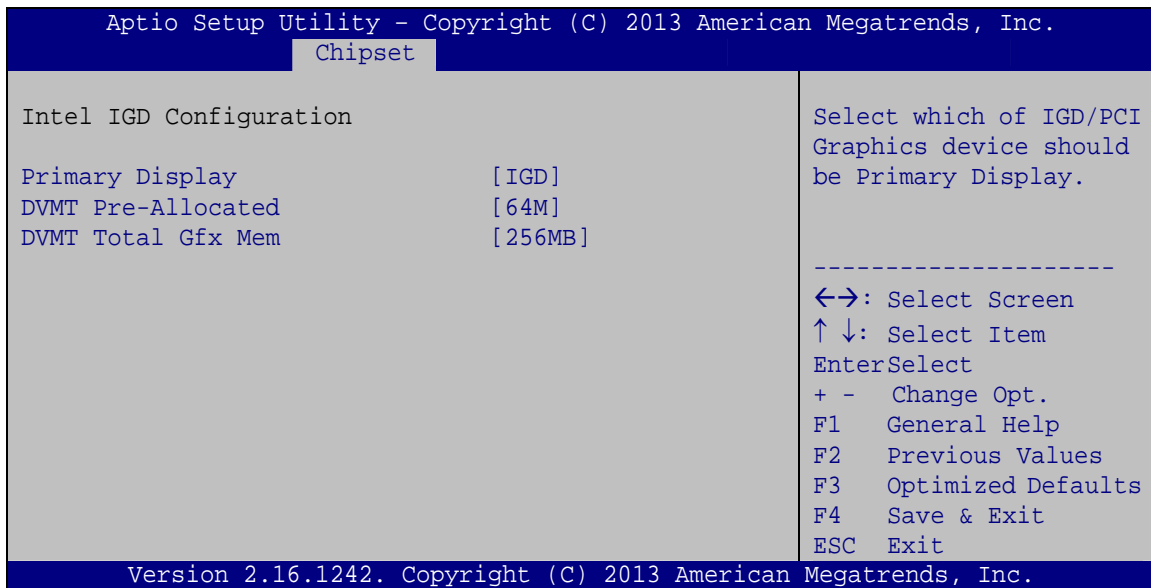 Aptio Setup Utility – Copyright (C) 2013 American Megatrends, Inc.
Chipset
Intel IGD Configuration
Primary Display [IGD]
DVMT Pre-Allocated [64M]
DVMT Total Gfx Mem [256MB]
Select which of IGD/PCI
Graphics device should
be Primary Display.
---------------------
←→: Select Screen
↑ ↓: Select Item
EnterSelect
+ - Change Opt.
F1 General Help
F2 Previous Values
F3 Optimized Defaults
F4 Save & Exit
ESC Exit
Version 2.16.1242. Copyright (C) 2013 American Megatrends, Inc.